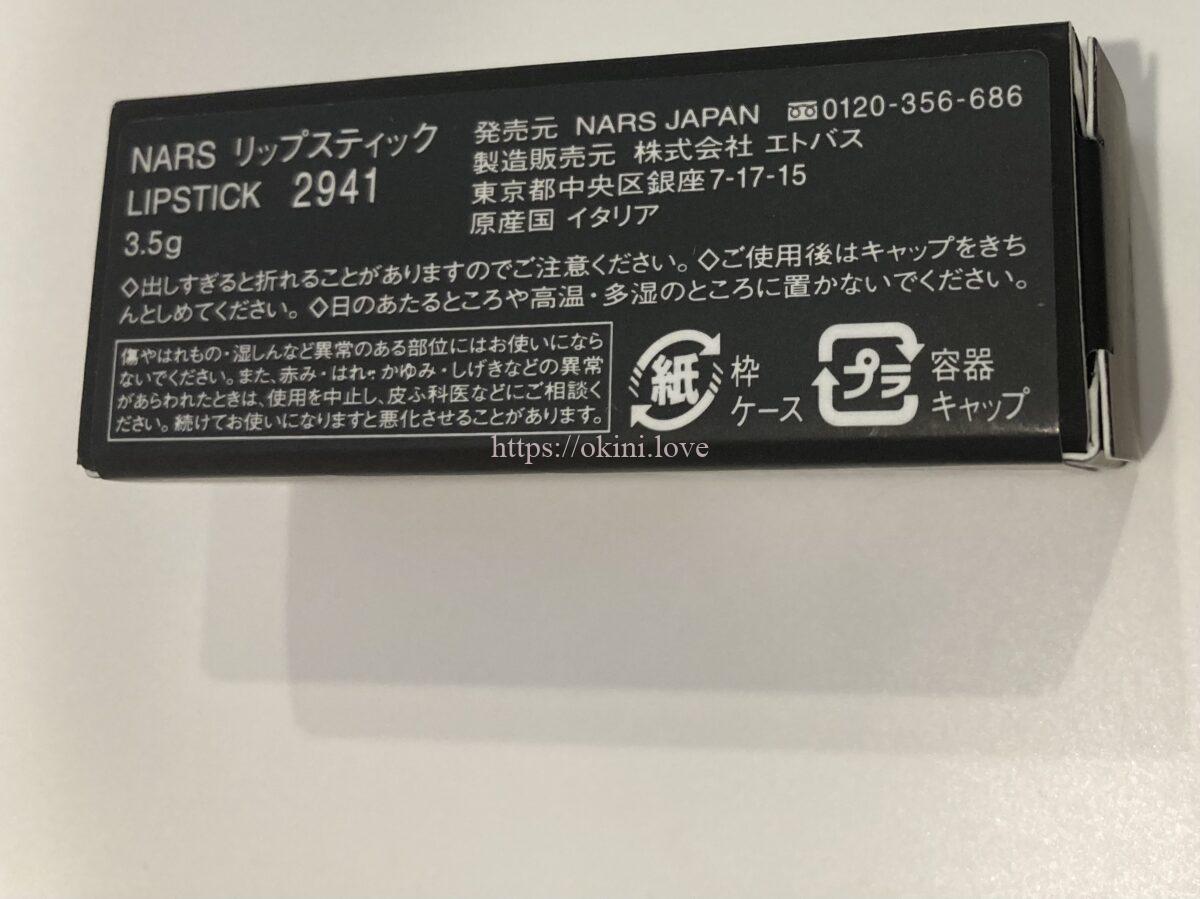 NARS リップスティック
LIPSTICK 2941
3.5g
発売元 NARS JAPAN 0120-356-686
製造販売元 株式会社 エトバス
東京都中央区銀座7-17-15
原産国 イタリア
◇出しすぎると折れることがありますのでご注意ください。◇ご使用後はキャップをきち
んとしめてください。◇日のあたるところや高温・多湿のところに置かないでください。
傷やはれもの・湿しんなど異常のある部位にはお使いになら
ないでください。また、赤み・はれ・かゆみ・しげきなどの異常
があらわれたときは、使用を中止し、皮ふ科医などにご相談く
ださい。続けてお使いになりますと悪化させることがあります。
紙
枠
ケース
プラ
容器
キャップ
https://okini.love